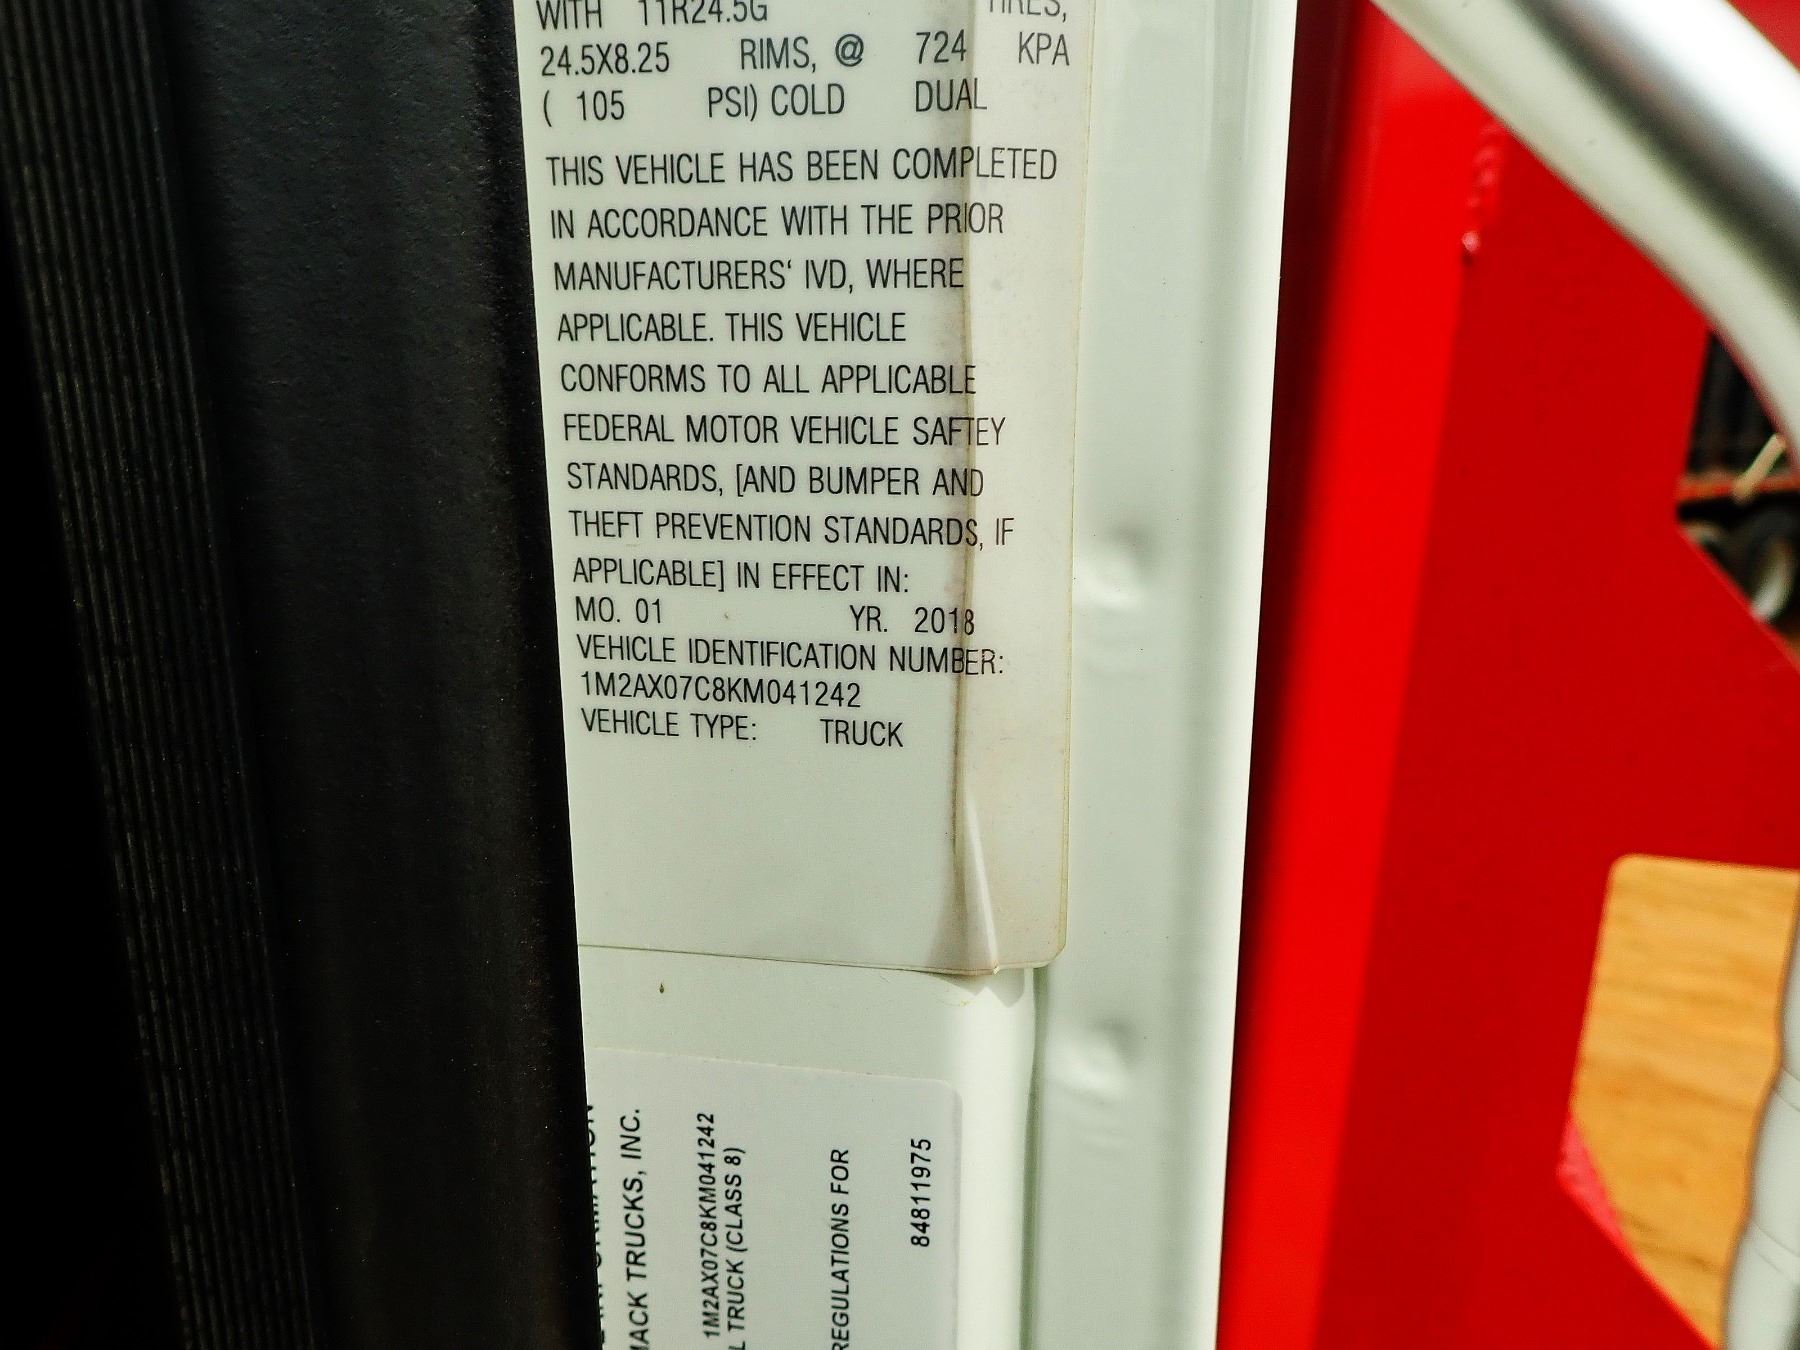 WITH 11R24.5G TIRES,
24.5X8.25 RIMS, @ 724 KPA
( 105 PSI) COLD DUAL
THIS VEHICLE HAS BEEN COMPLETED
IN ACCORDANCE WITH THE PRIOR
MANUFACTURERS‘ IVD, WHERE
APPLICABLE. THIS VEHICLE
CONFORMS TO ALL APPLICABLE
FEDERAL MOTOR VEHICLE SAFTEY
STANDARDS, [AND BUMPER AND
THEFT PREVENTION STANDARDS, IF
APPLICABLE] IN EFFECT IN:
MO. 01 YR. 2018
VEHICLE IDENTIFICATION NUMBER:
1M2AX07C8KM041242
VEHICLE TYPE: TRUCK
MACK TRUCKS, INC.
1M2AX07C8KM041242
L TRUCK (CLASS 8)
REGULATIONS FOR
84811975